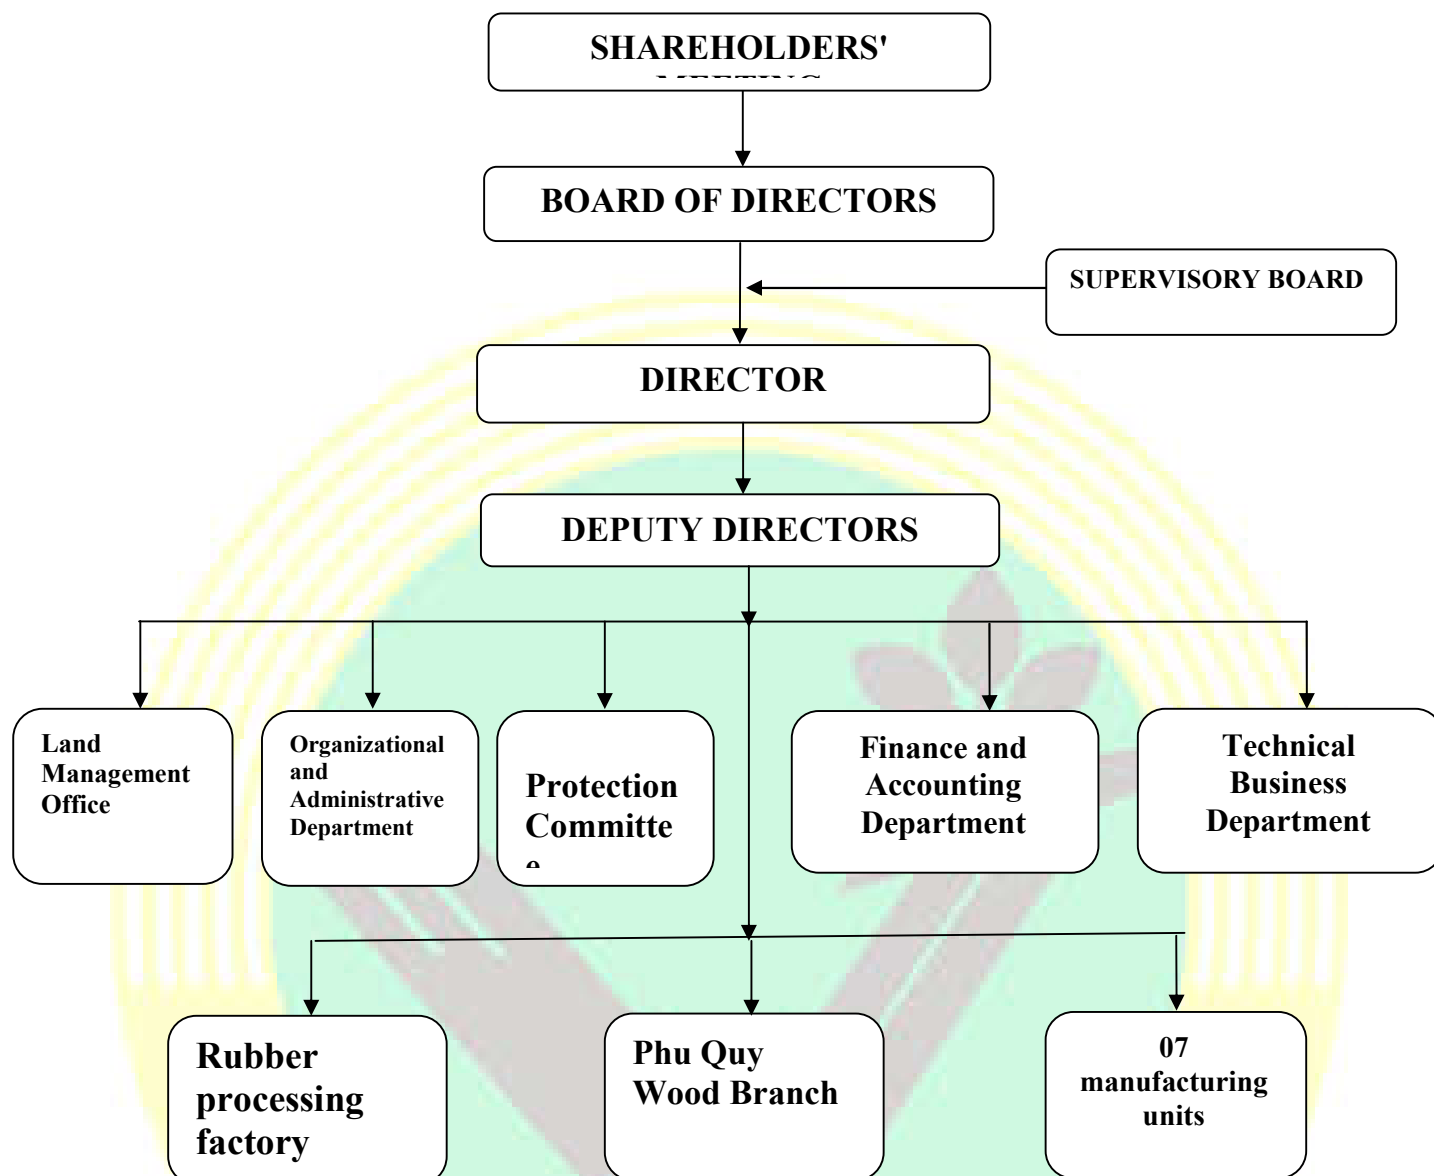 SHAREHOLDERS'
BOARD OF DIRECTORS
SUPERVISORY BOARD
DIRECTOR
DEPUTY DIRECTORS
Land
Management
Office
Organizational
and
Administrative
Department
Protection
Committe
e
Finance and
Accounting
Department
Technical
Business
Department
Rubber
processing
factory
Phu Quy
Wood Branch
07
manufacturing
units